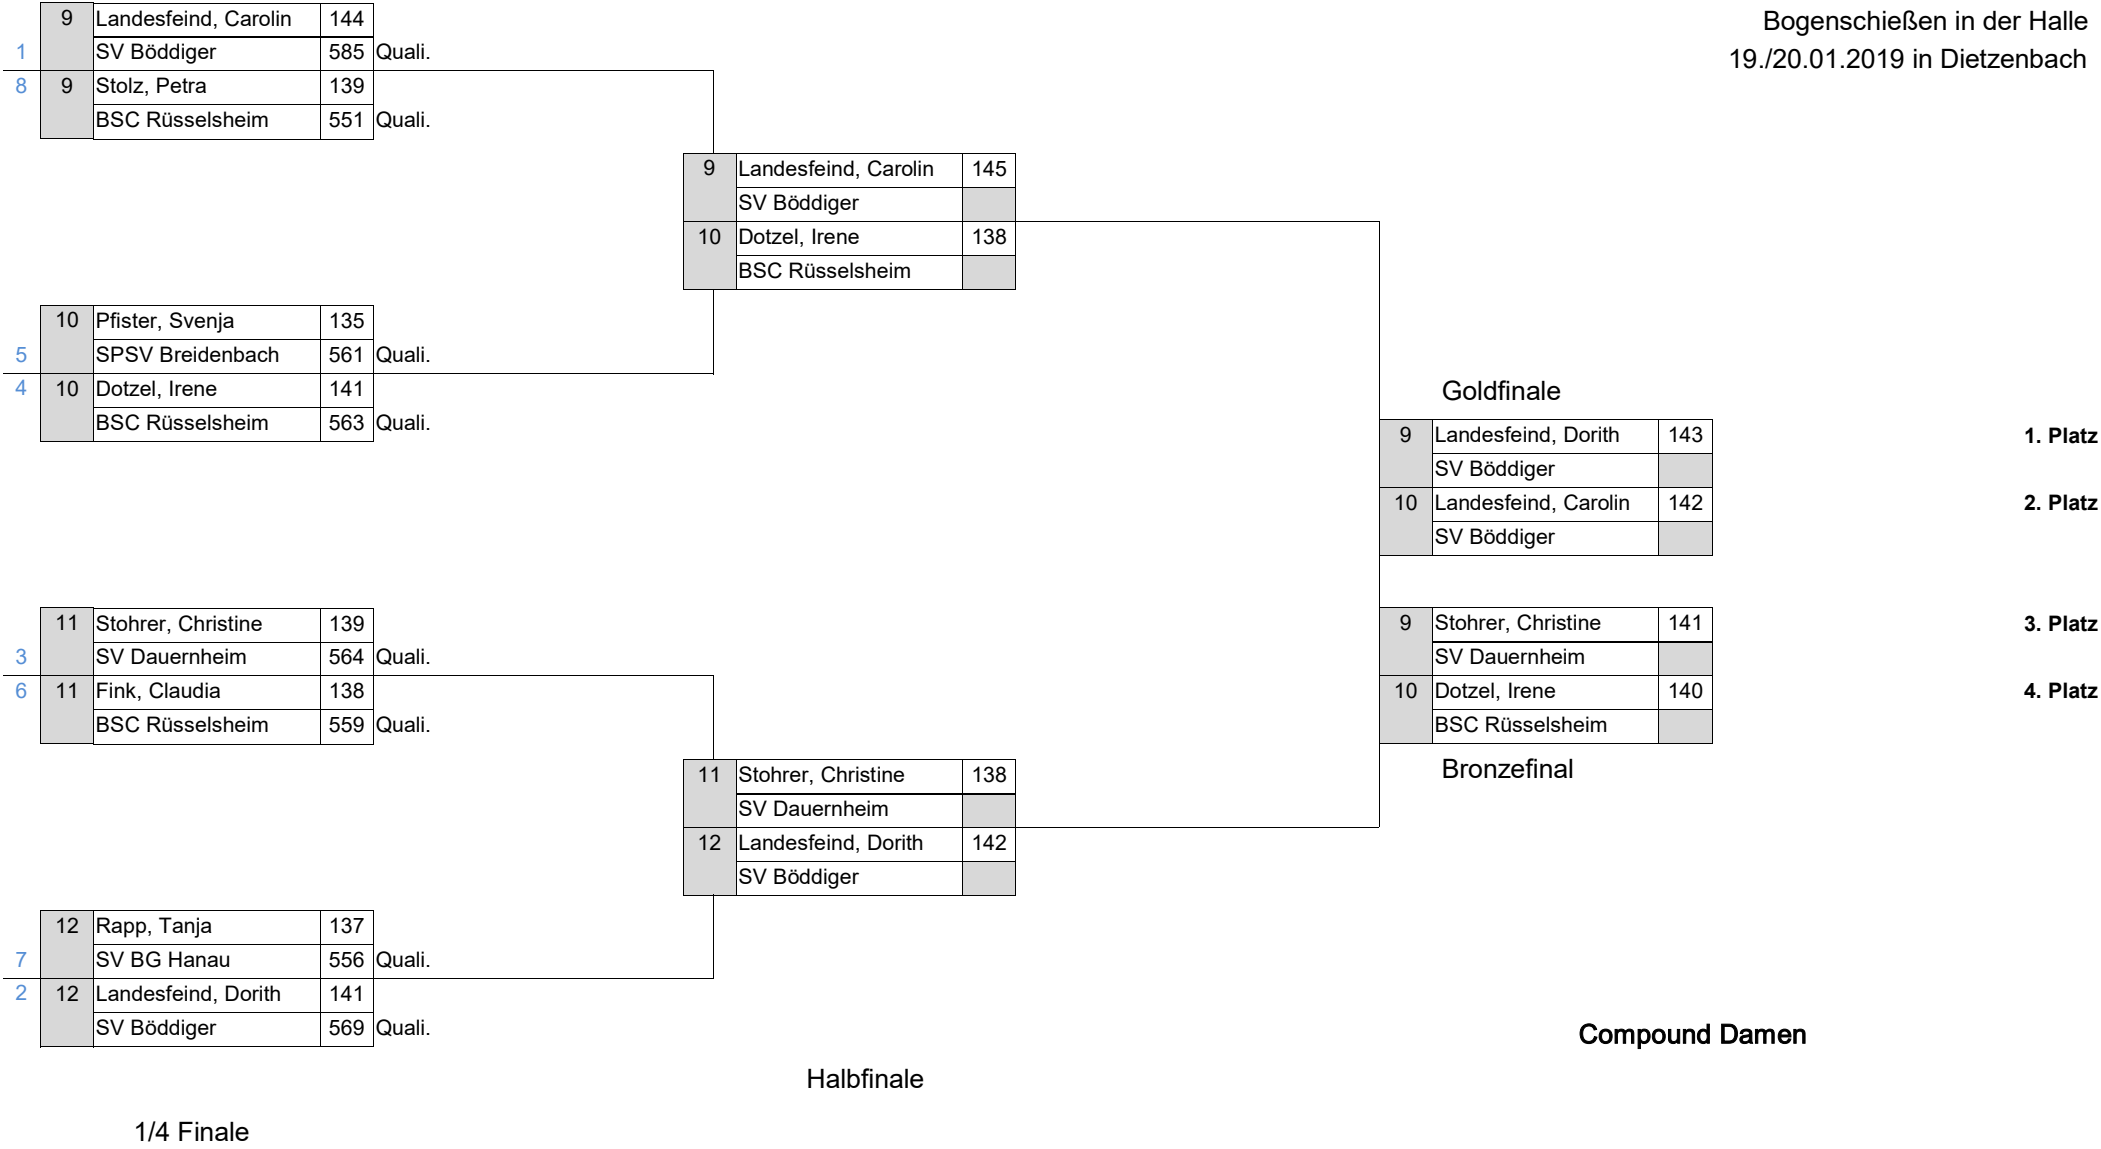 Bogenschießen in der Halle
19./20.01.2019 in Dietzenbach
9 Landesfeind, Carolin 144
1 SV Böddiger 585 Quali.
8 9 Stolz, Petra 139
BSC Rüsselsheim 551 Quali.
9 Landesfeind, Carolin 145
SV Böddiger
10 Dotzel, Irene 138
BSC Rüsselsheim
10 Pfister, Svenja 135
5 SPSV Breidenbach 561 Quali.
4 10 Dotzel, Irene 141
BSC Rüsselsheim 563 Quali.
Goldfinale
9 Landesfeind, Dorith 143 1. Platz
SV Böddiger
10 Landesfeind, Carolin 142 2. Platz
SV Böddiger
11 Stohrer, Christine 139
3 SV Dauernheim 564 Quali.
6 11 Fink, Claudia 138
BSC Rüsselsheim 559 Quali.
9 Stohrer, Christine 141 3. Platz
SV Dauernheim
10 Dotzel, Irene 140 4. Platz
BSC Rüsselsheim
Bronzefinal
11 Stohrer, Christine 138
SV Dauernheim
12 Landesfeind, Dorith 142
SV Böddiger
12 Rapp, Tanja 137
7 SV BG Hanau 556 Quali.
2 12 Landesfeind, Dorith 141
SV Böddiger 569 Quali.
Compound Damen
Halbfinale
1/4 Finale